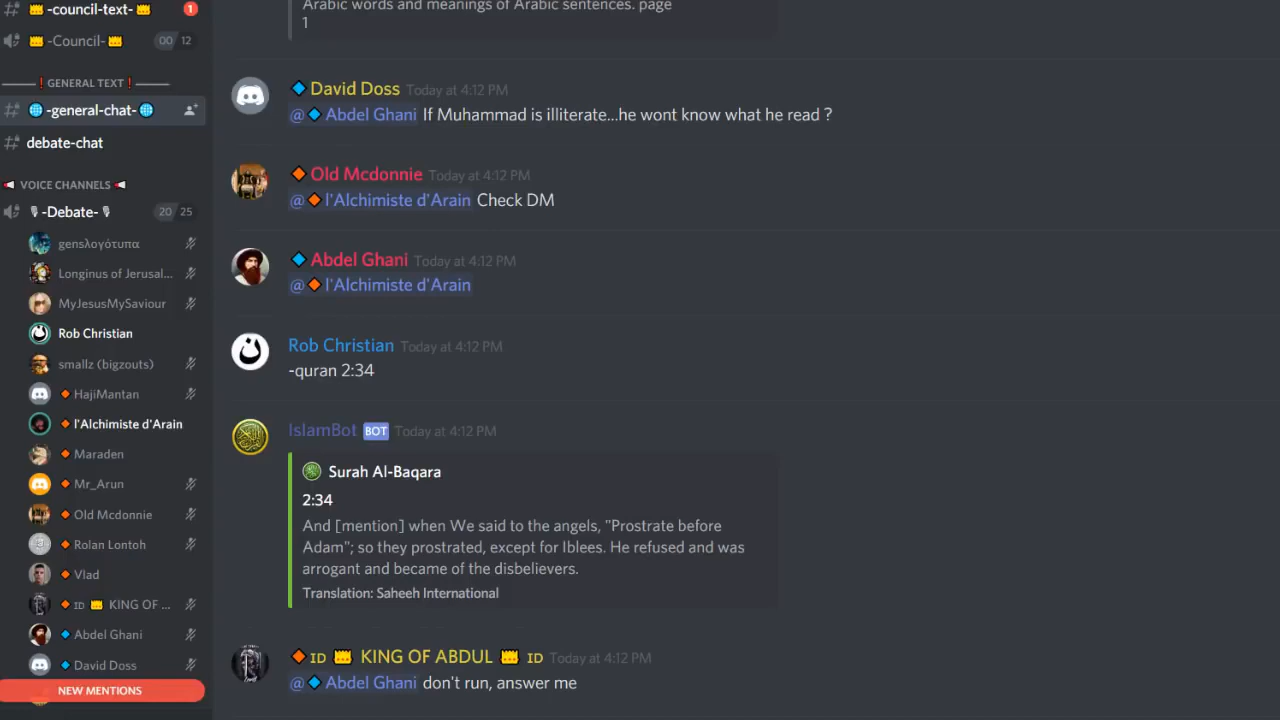 -council-text- 1
-Council- 00 12
GENERAL TEXT
-general-chat-
debate-chat
VOICE CHANNELS
-Debate- 20 25
gensλογότυπα
Longinus of Jerusal...
MyJesusMySaviour
Rob Christian
smallz (bigzouts)
HajiMantan
l'Alchimiste d'Arain
Maraden
Mr_Arun
Old Mcdonnie
Rolan Lontoh
Vlad
ID KING OF ...
Abdel Ghani
David Doss
NEW MENTIONS
Arabic words and meanings of Arabic sentences. page
1
David Doss Today at 4:12 PM
@ Abdel Ghani If Muhammad is illiterate...he wont know what he read ?
Old Mcdonnie Today at 4:12 PM
@ l'Alchimiste d'Arain Check DM
Abdel Ghani Today at 4:12 PM
@ l'Alchimiste d'Arain
Rob Christian Today at 4:12 PM
-quran 2:34
IslamBot BOT Today at 4:12 PM
Surah Al-Baqara
2:34
And [mention] when We said to the angels, "Prostrate before
Adam"; so they prostrated, except for Iblees. He refused and was
arrogant and became of the disbelievers.
Translation: Saheeh International
ID KING OF ABDUL ID Today at 4:12 PM
@ Abdel Ghani don't run, answer me